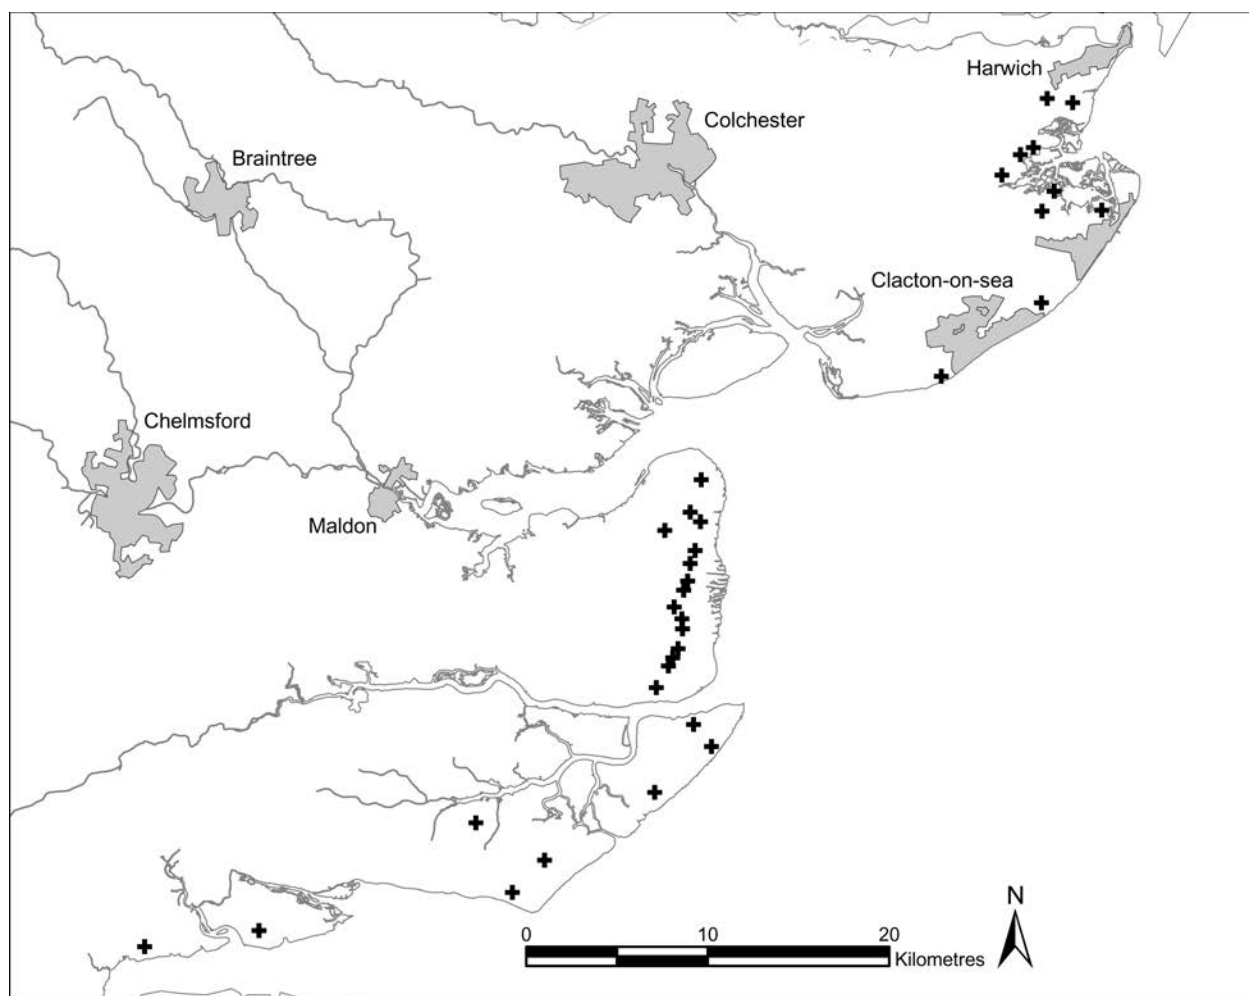 Harwich
Colchester
Braintree
Clacton-on-sea
Chelmsford
Maldon
N
0 10 20
Kilometres